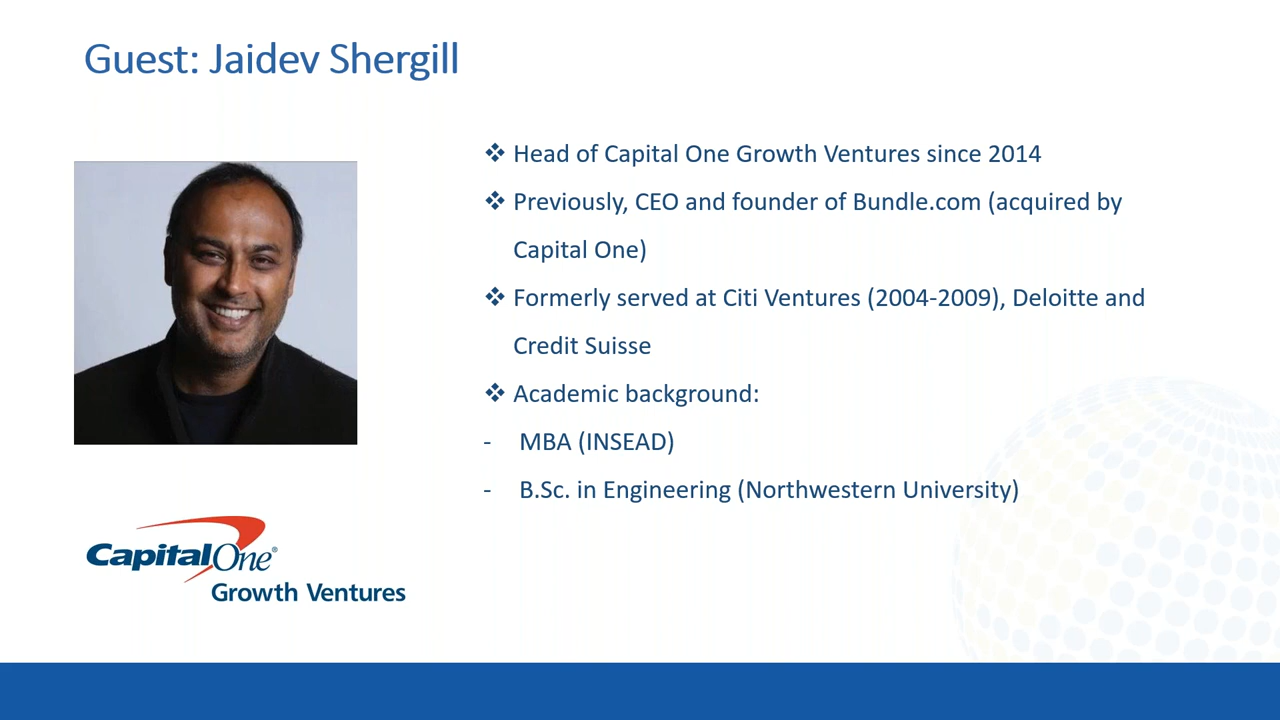 Guest: Jaidev Shergill
❖ Head of Capital One Growth Ventures since 2014
❖ Previously, CEO and founder of Bundle.com (acquired by
Capital One)
❖ Formerly served at Citi Ventures (2004-2009), Deloitte and
Credit Suisse
❖ Academic background:
- MBA (INSEAD)
- B.Sc. in Engineering (Northwestern University)
CapitalOne®
Growth Ventures